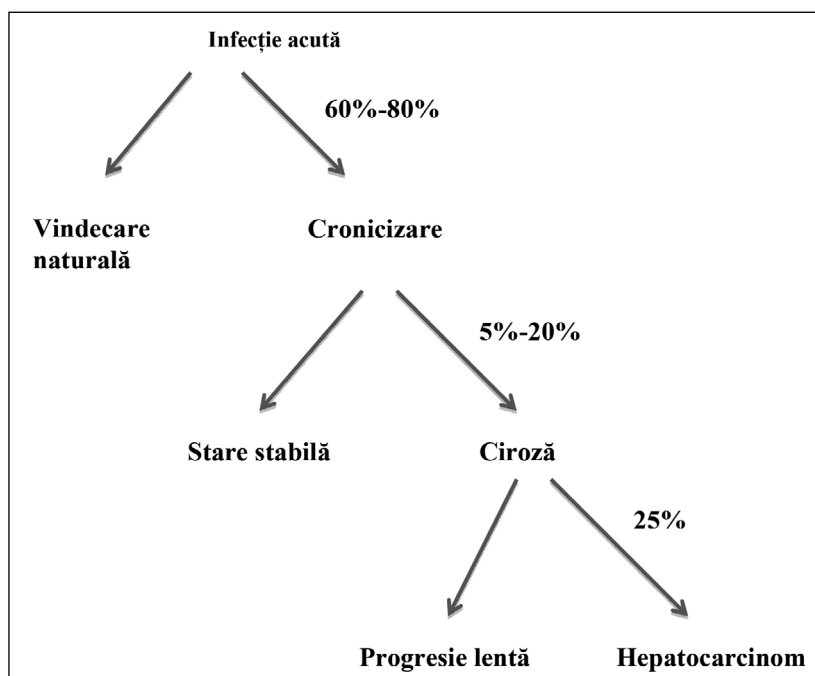 Infecție acută
60%-80%
Vindecare
naturală
Cronicizare
5%-20%
Stare stabilă
Ciroză
25%
Progresie lentă
Hepatocarcinom